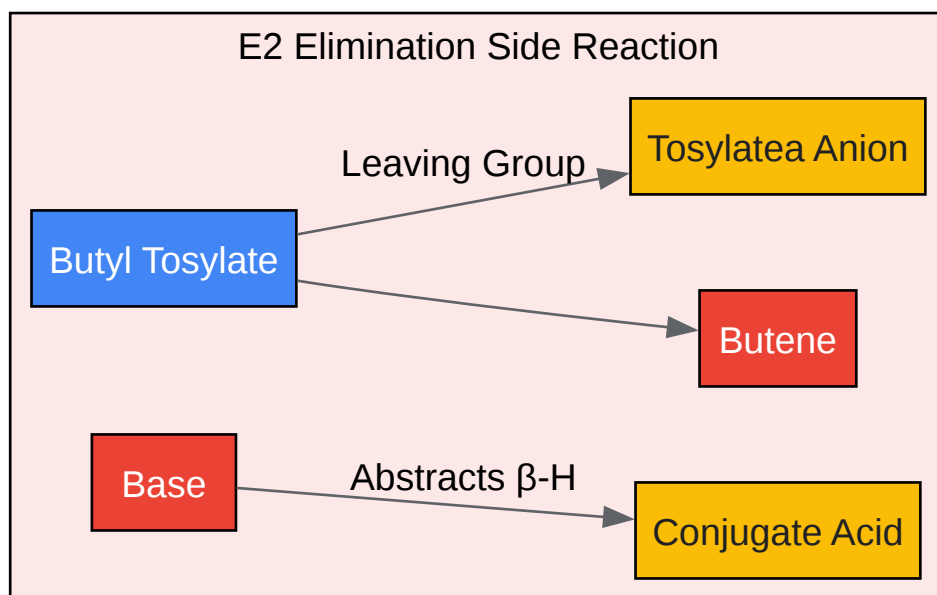 E2 Elimination Side Reaction
Leaving Group
Tosylatea Anion
Butyl Tosylate
Butene
Base
Abstracts β-H
Conjugate Acid